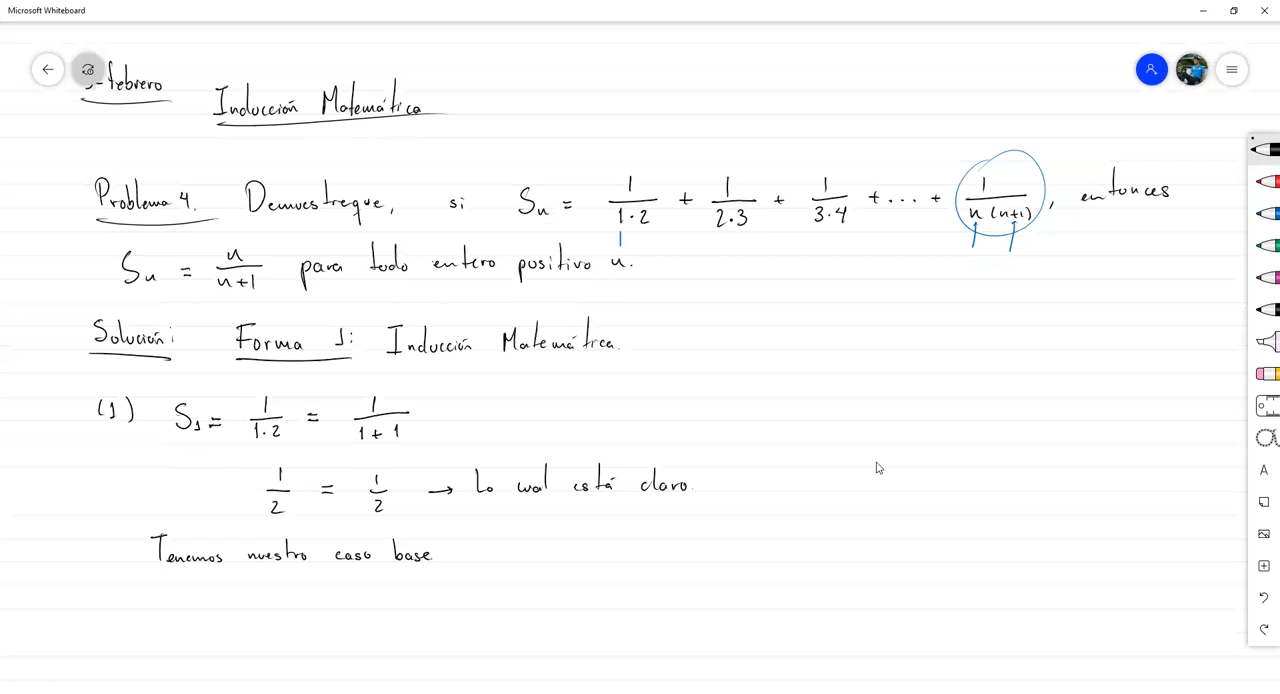 Microsoft Whiteboard
febrero
Inducción Matemática
Problema 4. Demuestreque, si Sn = 1/(1·2) + 1/(2·3) + 1/(3·4) + ... + 1/(n(n+1)), entonces
Sn = n/(n+1) para todo entero positivo n.
Solución: Forma 1: Inducción Matemática.
(1) S1 = 1/(1·2) = 1/(1+1)
1/2 = 1/2 → Lo cual está claro.
Tenemos nuestro caso base.
A